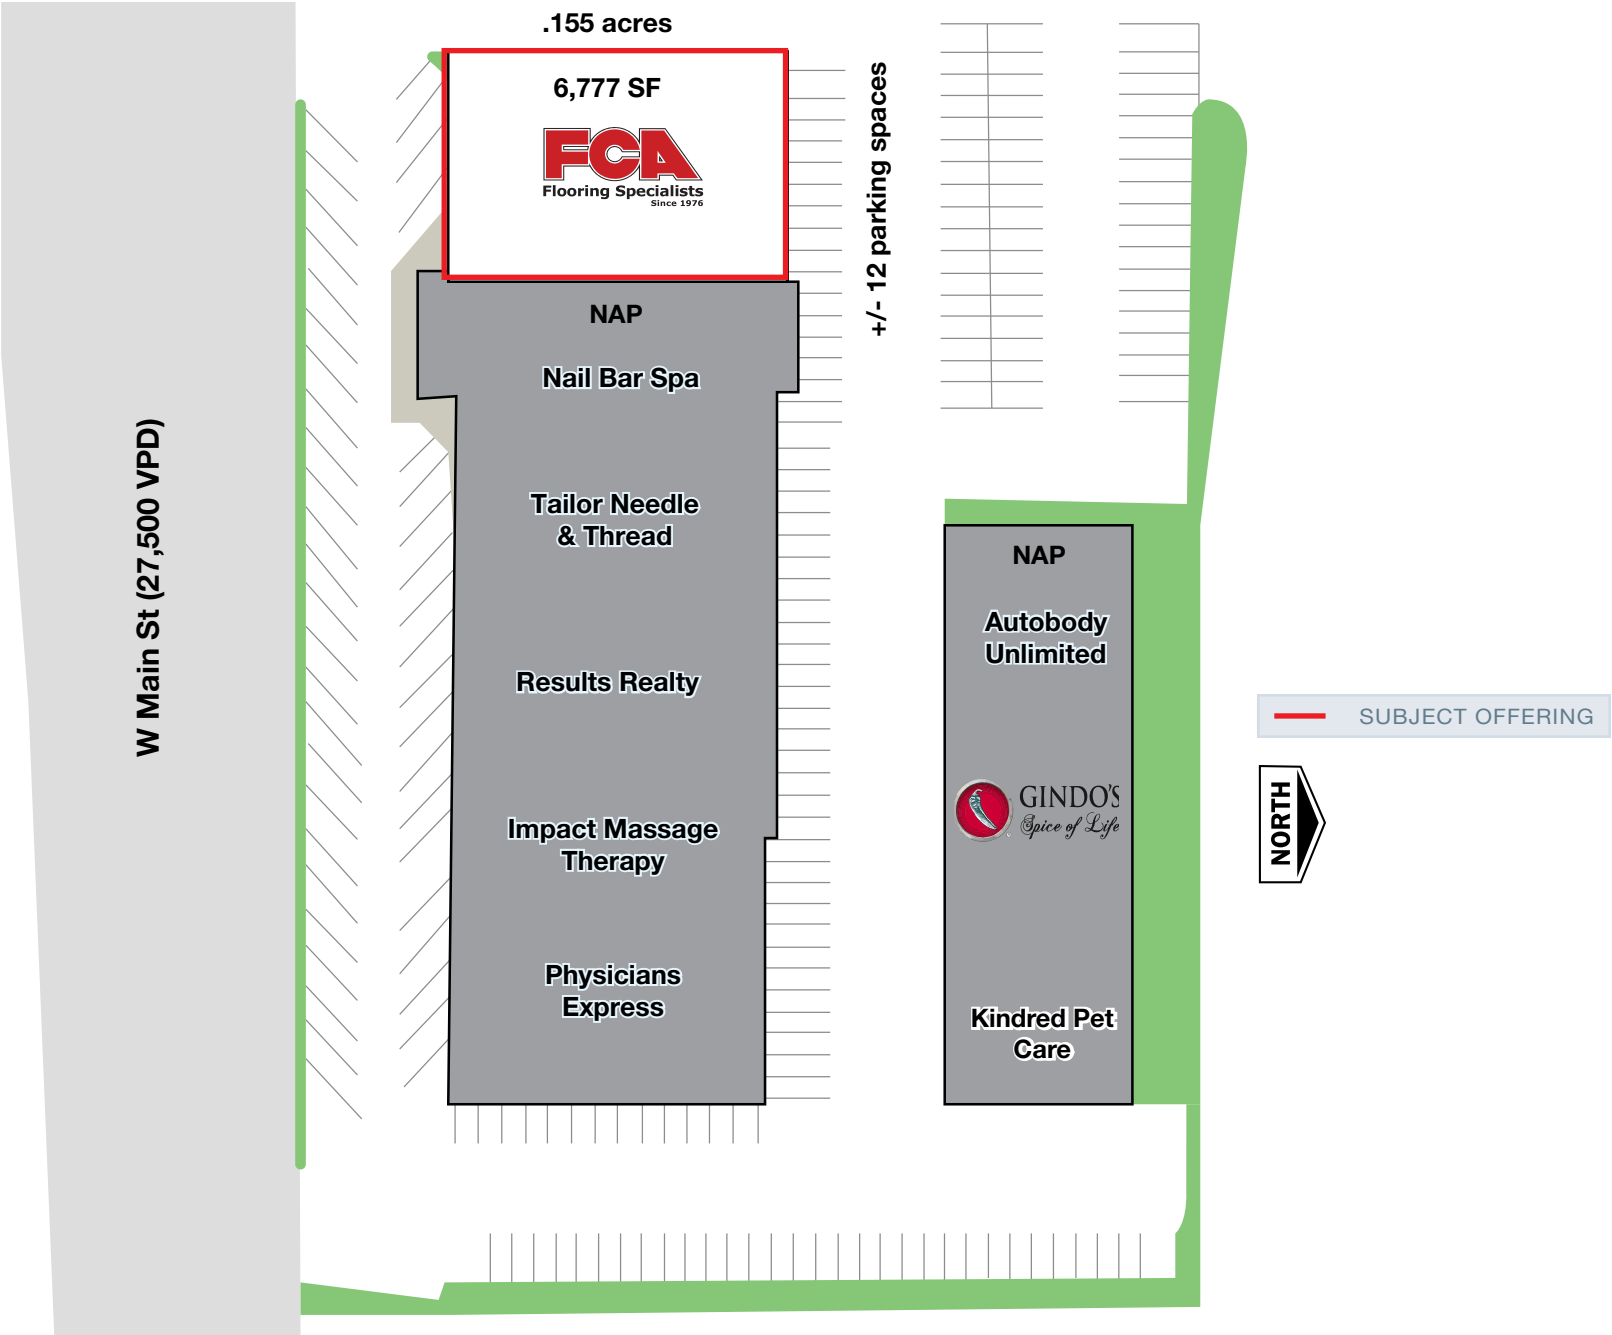 .155 acres
6,777 SF
FCA
Flooring Specialists
Since 1976
+/- 12 parking spaces
W Main St (27,500 VPD)
NAP
Nail Bar Spa
Tailor Needle
& Thread
Results Realty
Impact Massage
Therapy
Physicians
Express
NAP
Autobody
Unlimited
GINDO'S
Spice of Life
Kindred Pet
Care
SUBJECT OFFERING
NORTH